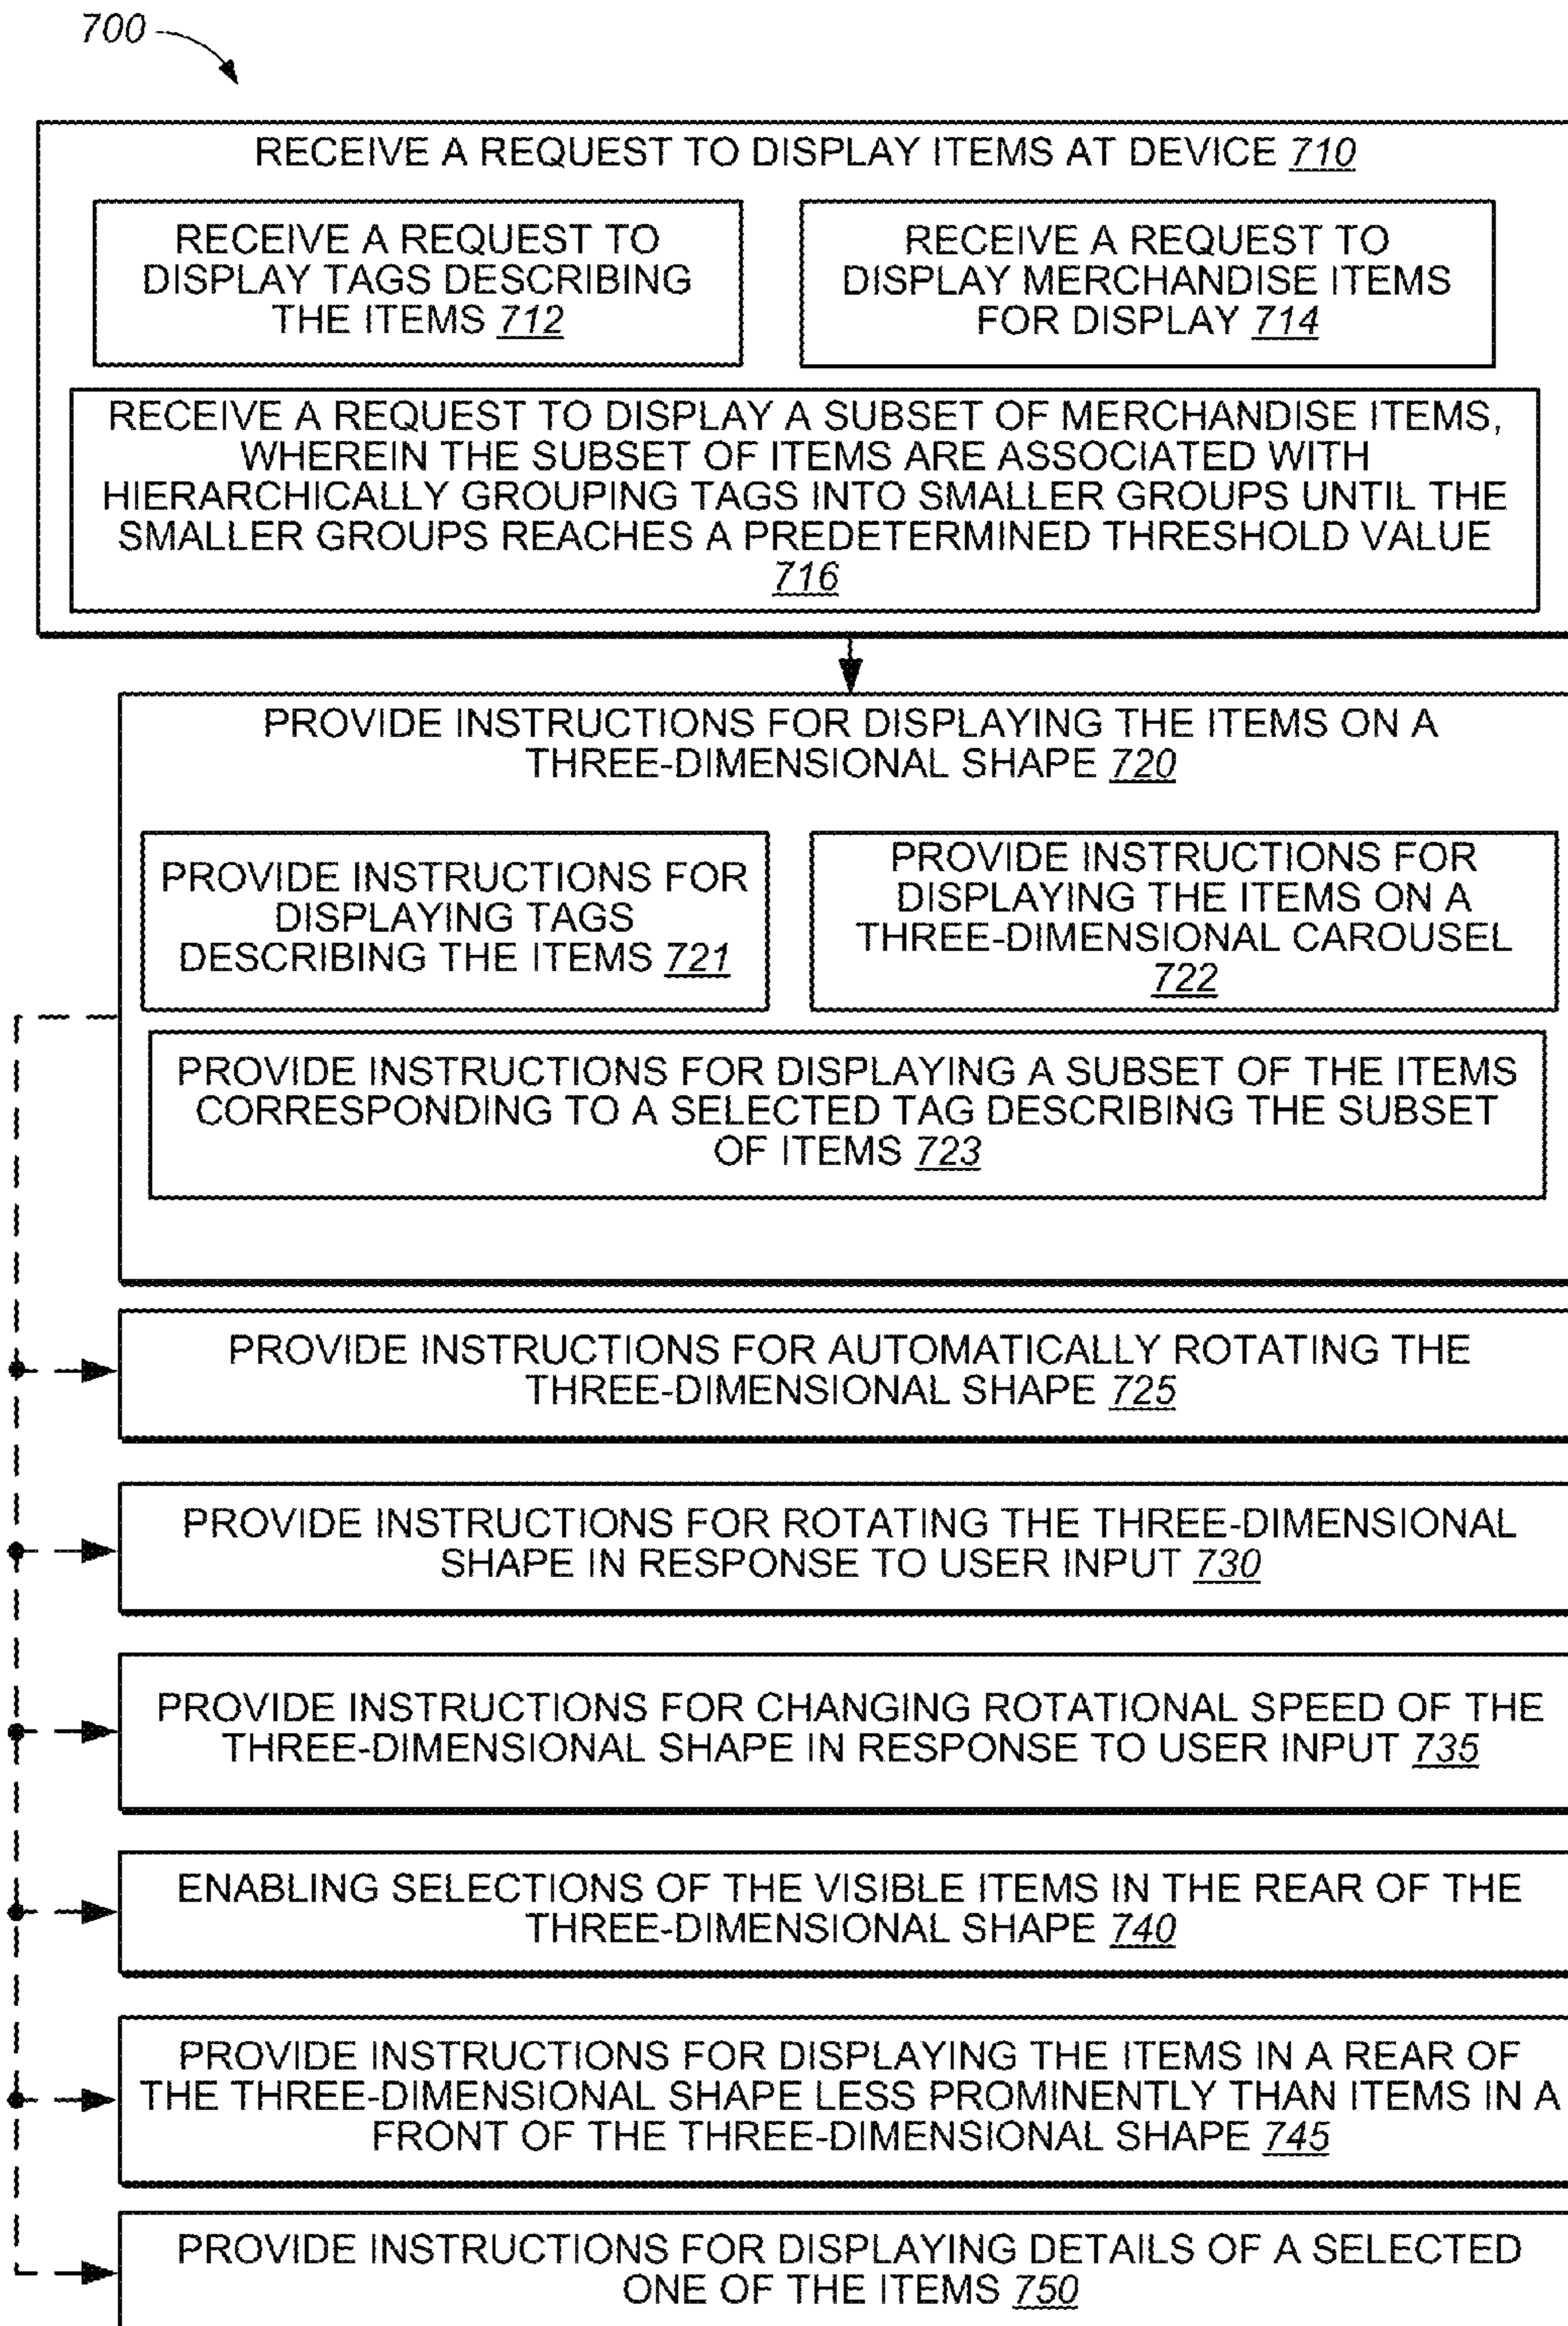 700
RECEIVE A REQUEST TO DISPLAY ITEMS AT DEVICE 710
RECEIVE A REQUEST TO
DISPLAY TAGS DESCRIBING
THE ITEMS 712
RECEIVE A REQUEST TO
DISPLAY MERCHANDISE ITEMS
FOR DISPLAY 714
RECEIVE A REQUEST TO DISPLAY A SUBSET OF MERCHANDISE ITEMS,
WHEREIN THE SUBSET OF ITEMS ARE ASSOCIATED WITH
HIERARCHICALLY GROUPING TAGS INTO SMALLER GROUPS UNTIL THE
SMALLER GROUPS REACHES A PREDETERMINED THRESHOLD VALUE
716
PROVIDE INSTRUCTIONS FOR DISPLAYING THE ITEMS ON A
THREE-DIMENSIONAL SHAPE 720
PROVIDE INSTRUCTIONS FOR
DISPLAYING TAGS
DESCRIBING THE ITEMS 721
PROVIDE INSTRUCTIONS FOR
DISPLAYING THE ITEMS ON A
THREE-DIMENSIONAL CAROUSEL
722
PROVIDE INSTRUCTIONS FOR DISPLAYING A SUBSET OF THE ITEMS
CORRESPONDING TO A SELECTED TAG DESCRIBING THE SUBSET
OF ITEMS 723
PROVIDE INSTRUCTIONS FOR AUTOMATICALLY ROTATING THE
THREE-DIMENSIONAL SHAPE 725
PROVIDE INSTRUCTIONS FOR ROTATING THE THREE-DIMENSIONAL
SHAPE IN RESPONSE TO USER INPUT 730
PROVIDE INSTRUCTIONS FOR CHANGING ROTATIONAL SPEED OF THE
THREE-DIMENSIONAL SHAPE IN RESPONSE TO USER INPUT 735
ENABLING SELECTIONS OF THE VISIBLE ITEMS IN THE REAR OF THE
THREE-DIMENSIONAL SHAPE 740
PROVIDE INSTRUCTIONS FOR DISPLAYING THE ITEMS IN A REAR OF
THE THREE-DIMENSIONAL SHAPE LESS PROMINENTLY THAN ITEMS IN A
FRONT OF THE THREE-DIMENSIONAL SHAPE 745
PROVIDE INSTRUCTIONS FOR DISPLAYING DETAILS OF A SELECTED
ONE OF THE ITEMS 750